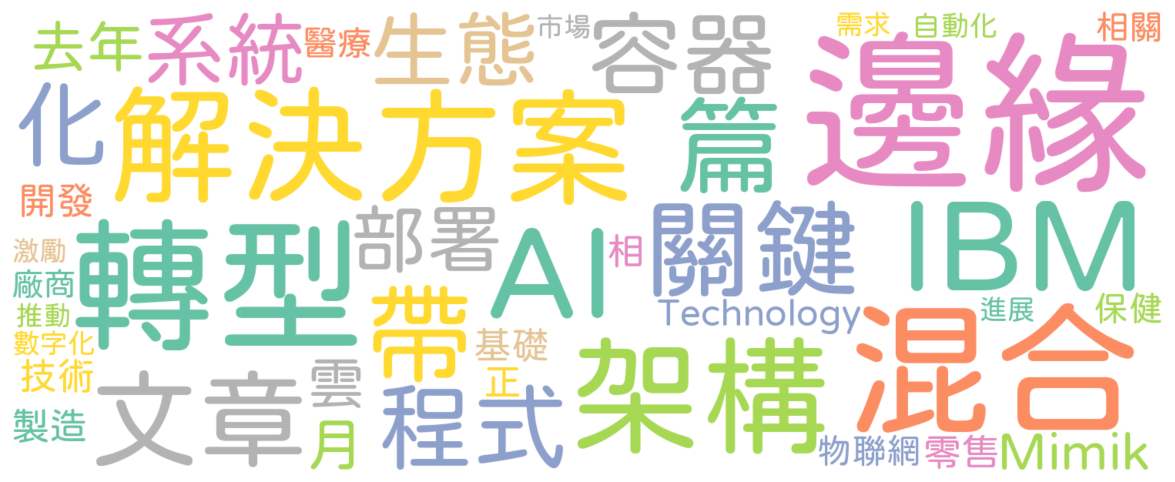 去年
系統
醫療
生態
市場
容器
需求
自動化
相關
化
解決方案
篇
邊緣
開發
轉型
部署
AI
相
關鍵
IBM
激勵
廠商
推動
數字化
技術
帶
基礎
正
Technology
進展
保健
混合
製造
文章
雲
月
程式
架構
物聯網
零售
Mimik